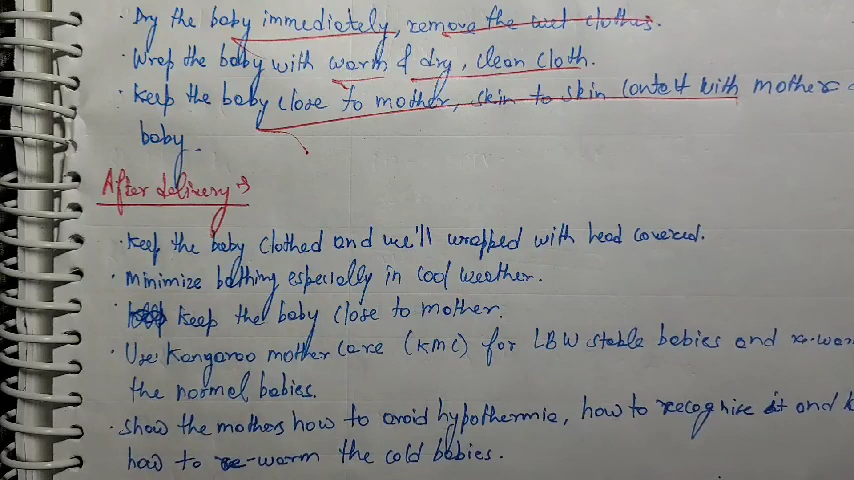 · Dry the baby immediately, remove the wet clothes.
· Wrap the baby with warm & dry, clean cloth.
· Keep the baby close to mother, skin to skin contact with mother
baby.
After delivery →
· Keep the baby clothed and we'll wrapped with head covered.
· Minimize bathing especially in cool weather.
· Keep the baby close to mother.
· Use Kangaroo mother care (KMC) for LBW stable babies and re-war
the normal babies.
· Show the mothers how to avoid hypothermia, how to recognise it and
how to re-warm the cold babies.